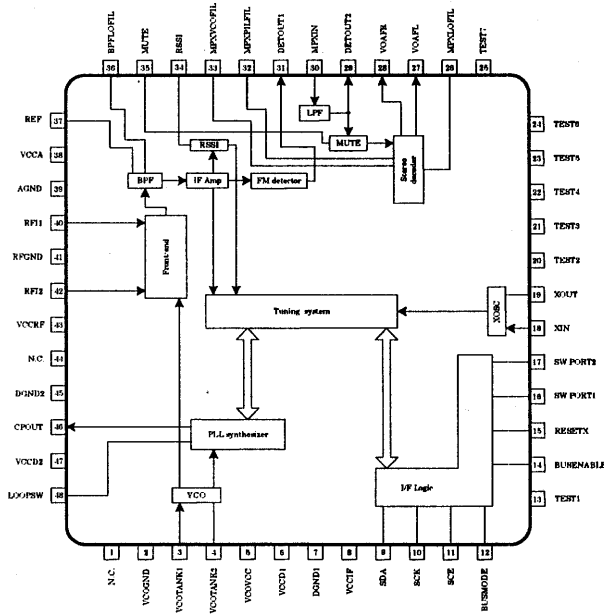 BPFLOFIL MUTE RSSI MPXVCOFIL MPXPILFIL DETOUT1 MPXIN DETOUT2 VOAFR VOAFL MPXLOFIL TEST7
36 35 34 33 32 31 30 29 28 27 26 25
REF 37
VCCA 38
AGND 39
RFI1 40
RFGND 41
RFI2 42
VCCRF 43
N.C. 44
DGND2 45
CPOUT 46
VCCD2 47
LOOPSW 48
LPF
RSSI
MUTE
Stereo decoder
BPF
IF Amp
FM detector
Front-end
Tuning system
XOSC
PLL synthesizer
VCO
I/F Logic
24 TEST6
23 TEST5
22 TEST4
21 TEST3
20 TEST2
19 XOUT
18 XIN
17 SW PORT2
16 SW PORT1
15 RESETX
14 BUSENABLE
13 TEST1
1 2 3 4 5 6 7 8 9 10 11 12
N.C. VCOGND VCOTANK1 VCOTANK2 VCOVCC VCCD1 DGND1 VCCIF SDA SCK SCE BUSMODE